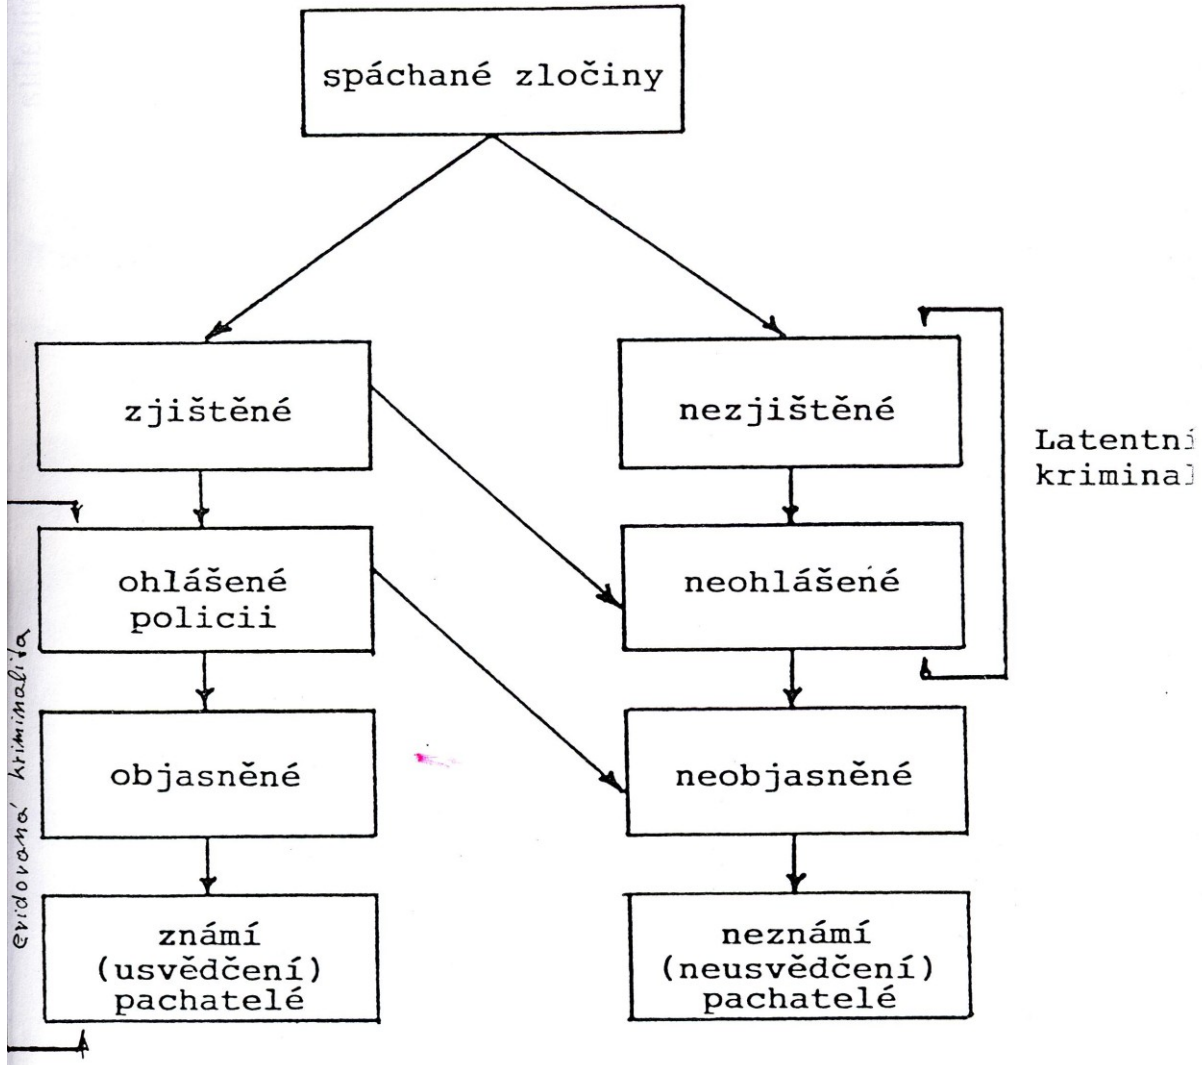 spáchané zločiny
zjištěné
nezjištěné
Latentní
kriminal
ohlášené
policii
neohlášené
evidovaná kriminalita
objasněné
neobjasněné
známí
(usvědčení)
pachatelé
neznámí
(neusvědčení)
pachatelé